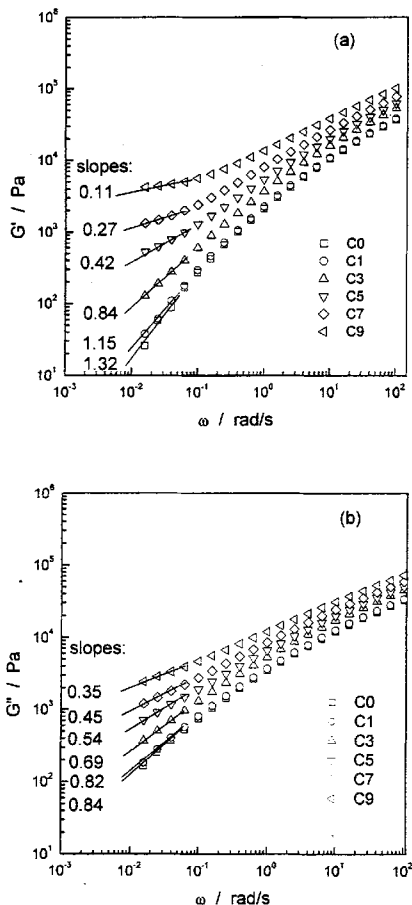 (a)
10⁶
10⁵
10⁴
10³
10²
10¹
G' / Pa
slopes:
0.11
0.27
0.42
0.84
1.15
1.32
C0
C1
C3
C5
C7
C9
10⁻³ 10⁻² 10⁻¹ 10⁰ 10¹ 10²
ω / rad/s
(b)
10⁶
10⁵
10⁴
10³
10²
10¹
G'' / Pa
slopes:
0.35
0.45
0.54
0.69
0.82
0.84
C0
C1
C3
C5
C7
C9
10⁻³ 10⁻² 10⁻¹ 10⁰ 10¹ 10²
ω / rad/s